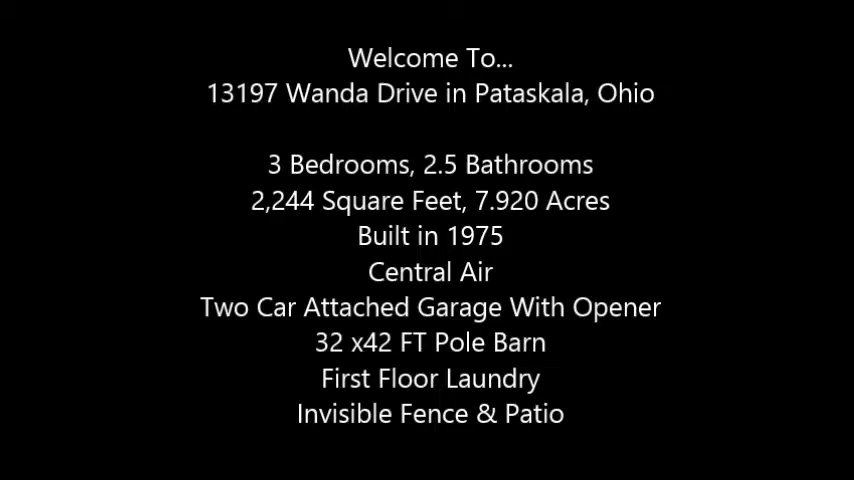 Welcome To...
13197 Wanda Drive in Pataskala, Ohio
3 Bedrooms, 2.5 Bathrooms
2,244 Square Feet, 7.920 Acres
Built in 1975
Central Air
Two Car Attached Garage With Opener
32 x42 FT Pole Barn
First Floor Laundry
Invisible Fence & Patio